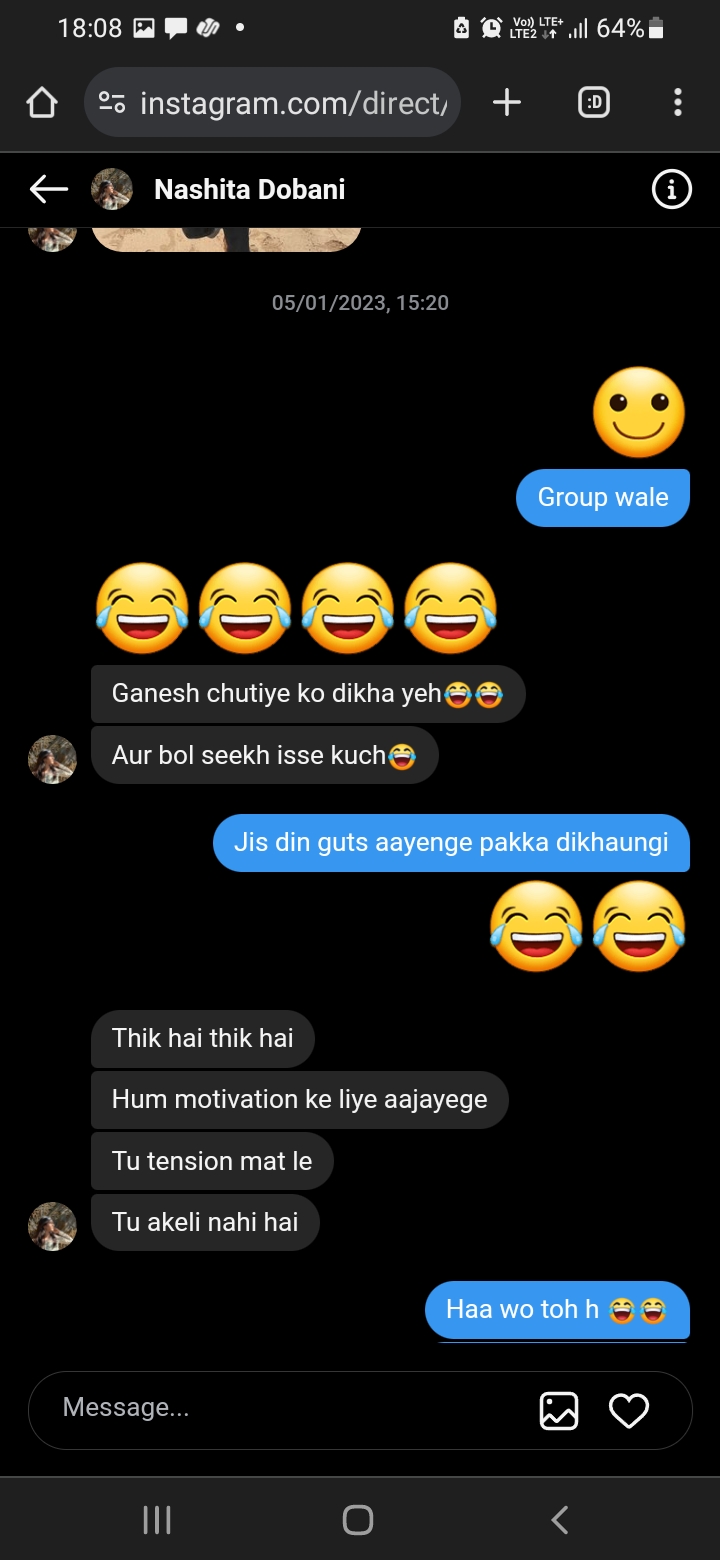 18:08
Vo)) LTE+
LTE2
64%
instagram.com/direct/
:D
Nashita Dobani
05/01/2023, 15:20
Group wale
😂😂😂😂
Ganesh chutiye ko dikha yeh😂😂
Aur bol seekh isse kuch😂
Jis din guts aayenge pakka dikhaungi
😂😂
Thik hai thik hai
Hum motivation ke liye aajayege
Tu tension mat le
Tu akeli nahi hai
Haa wo toh h 😂😂
Message...